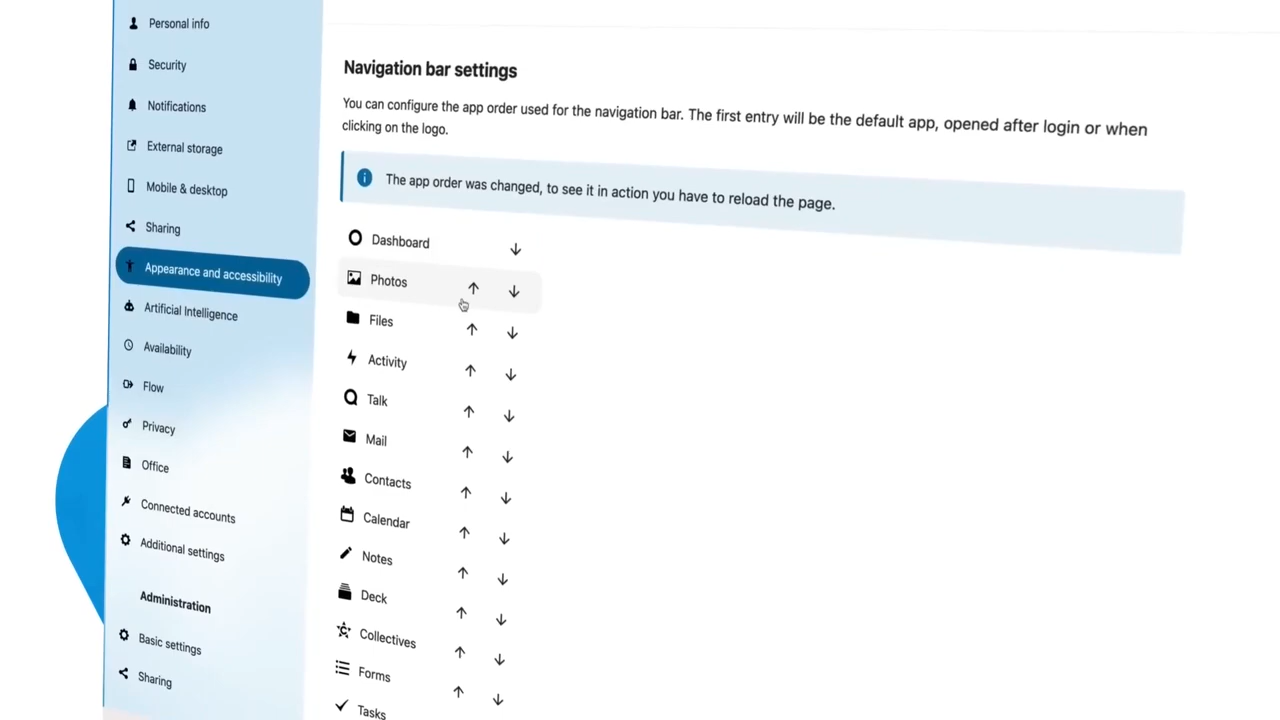 Personal info
Security
Notifications
External storage
Mobile & desktop
Sharing
Appearance and accessibility
Artificial Intelligence
Availability
Flow
Privacy
Office
Connected accounts
Additional settings
Administration
Basic settings
Sharing
Navigation bar settings
You can configure the app order used for the navigation bar. The first entry will be the default app, opened after login or when
clicking on the logo.
The app order was changed, to see it in action you have to reload the page.
Dashboard
Photos
Files
Activity
Talk
Mail
Contacts
Calendar
Notes
Deck
Collectives
Forms
Tasks